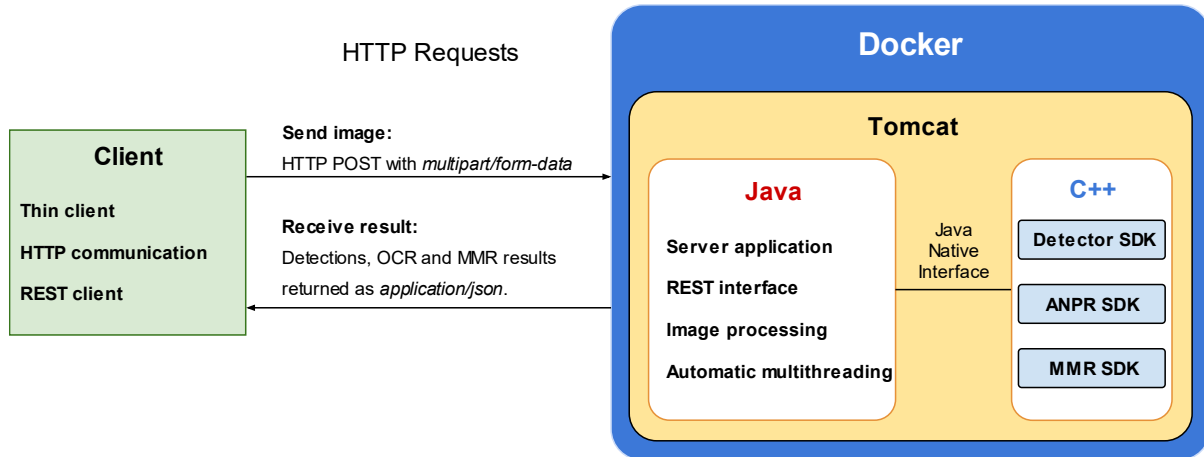 HTTP Requests
Client
Thin client
HTTP communication
REST client
Send image:
HTTP POST with multipart/form-data
Receive result:
Detections, OCR and MMR results
returned as application/json.
Docker
Tomcat
Java
Server application
REST interface
Image processing
Automatic multithreading
Java
Native
Interface
C++
Detector SDK
ANPR SDK
MMR SDK